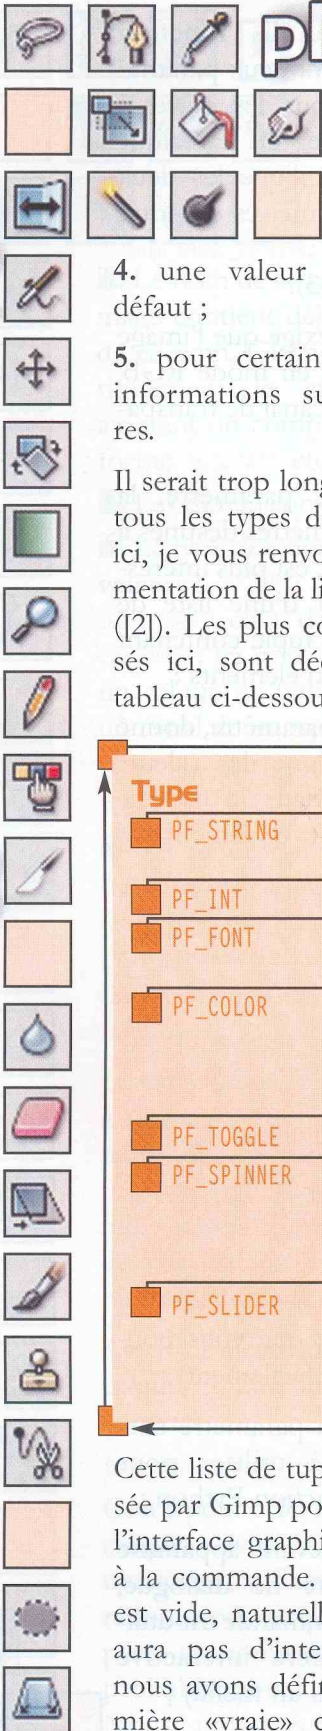 pl
4. une valeur
défaut ;
5. pour certain
informations su
res.
Il serait trop long
tous les types d
ici, je vous renvo
mentation de la li
([2]). Les plus co
sés ici, sont déc
tableau ci-dessou
Type
PF_STRING
PF_INT
PF_FONT
PF_COLOR
PF_TOGGLE
PF_SPINNER
PF_SLIDER
Cette liste de tup
sée par Gimp po
l'interface graphi
à la commande.
est vide, naturell
aura pas d'inte
nous avons défin
mière «vraie» c